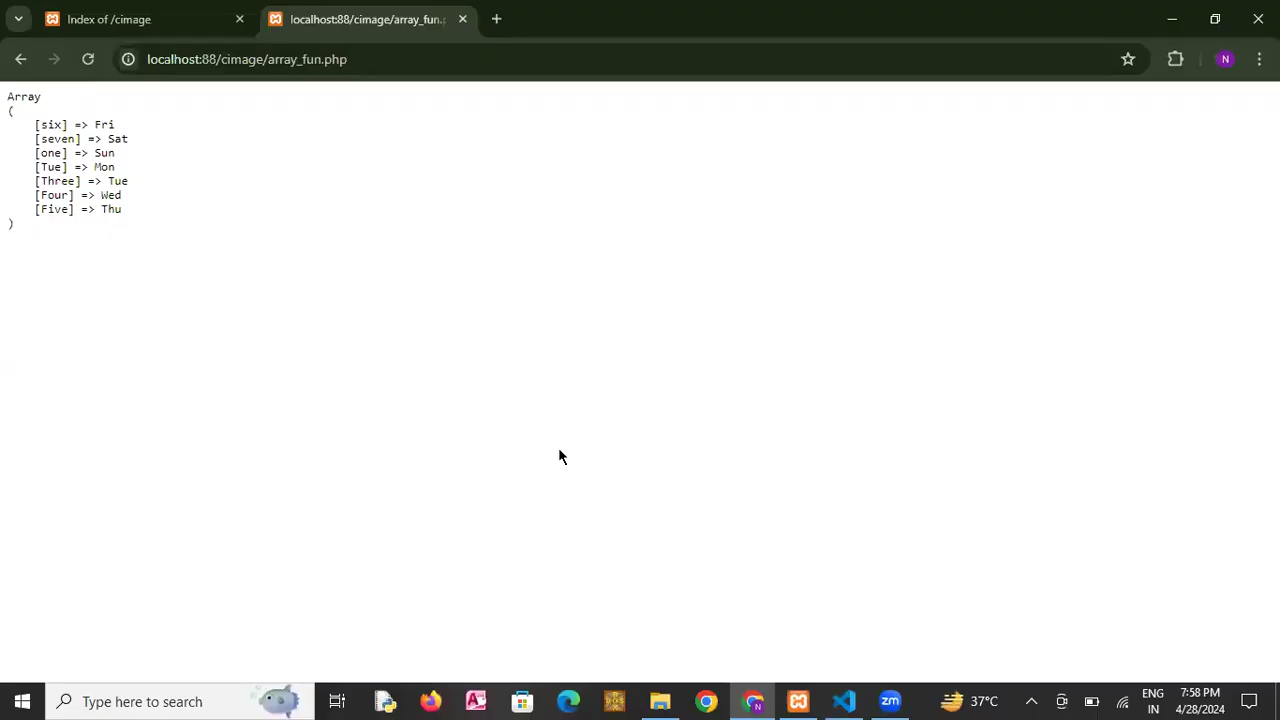 Index of /cimage
localhost:88/cimage/array_fun.p
localhost:88/cimage/array_fun.php
N
Array
(
[six] => Fri
[seven] => Sat
[one] => Sun
[Tue] => Mon
[Three] => Tue
[Four] => Wed
[Five] => Thu
)
Type here to search
zm
37°C
ENG
IN
7:58 PM
4/28/2024